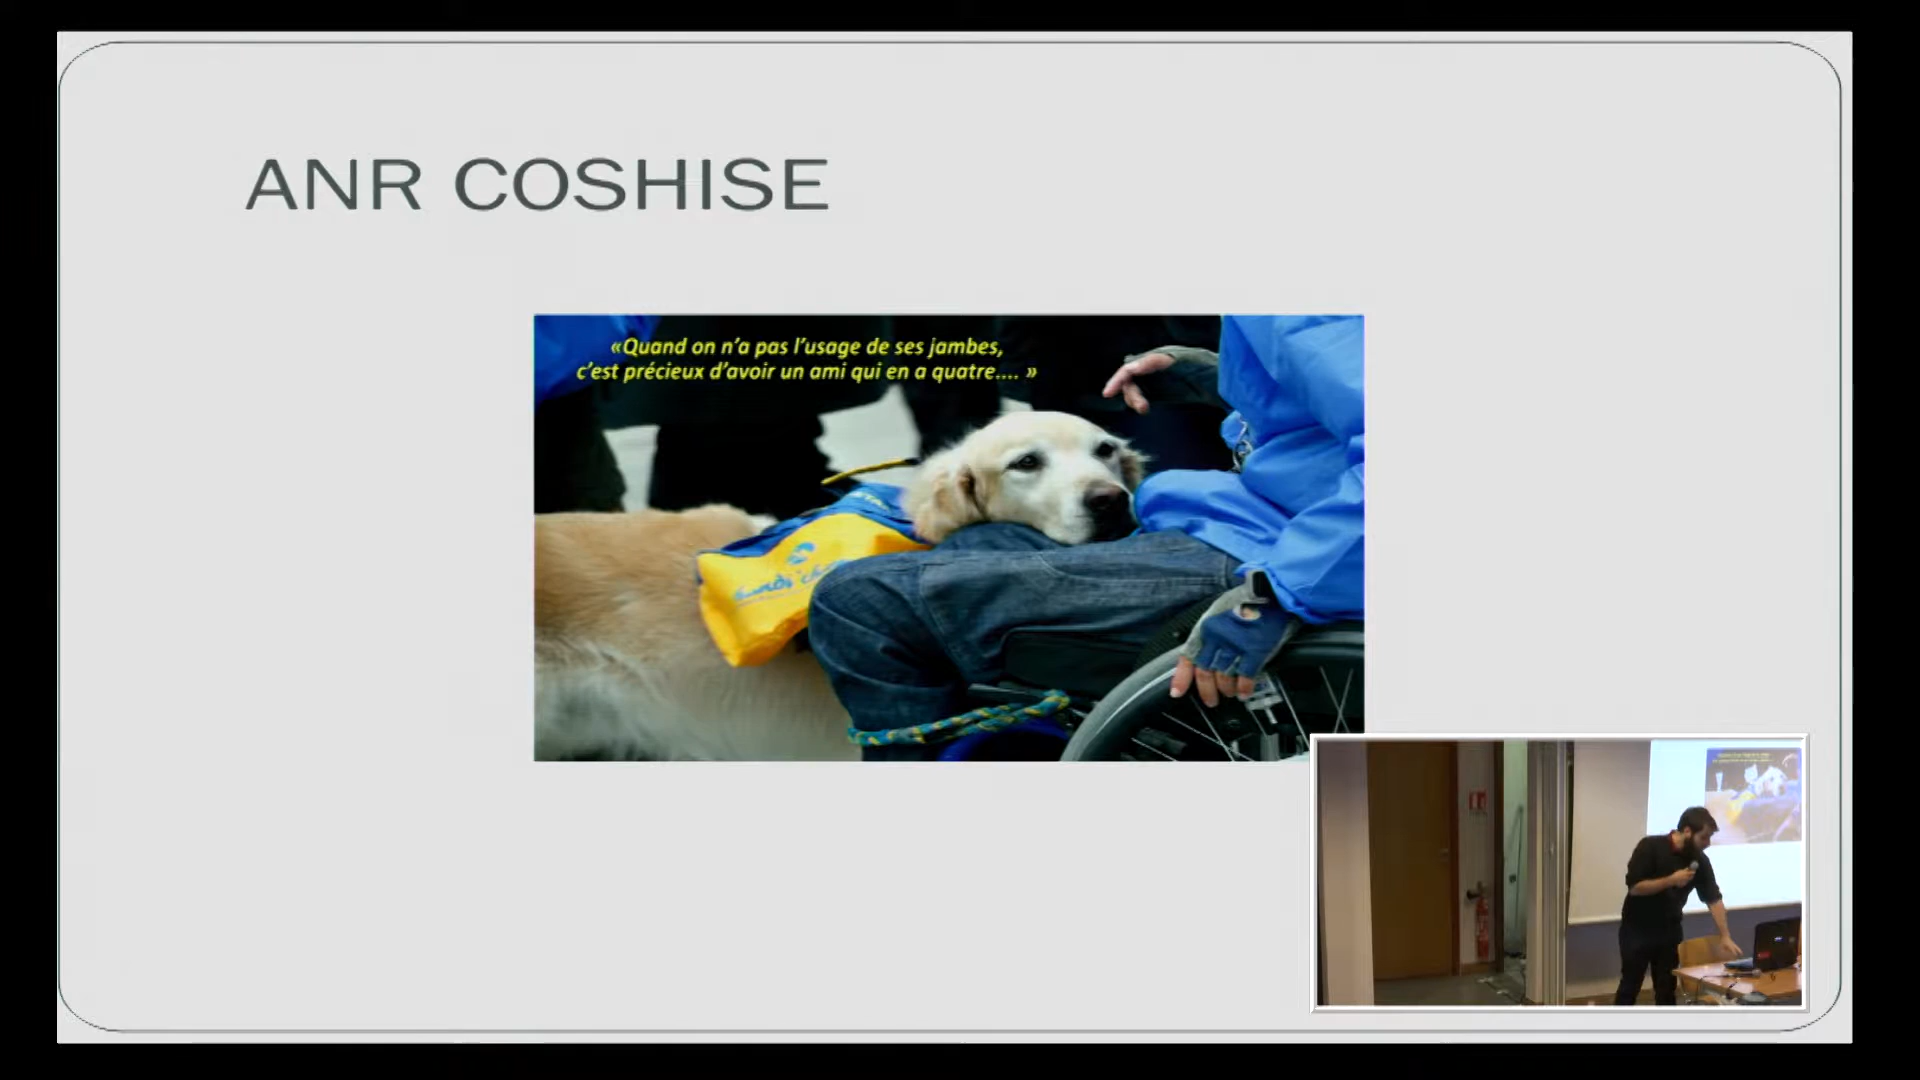 ANR COSHISE
«Quand on n'a pas l'usage de ses jambes,
c'est précieux d'avoir un ami qui en a quatre.... »